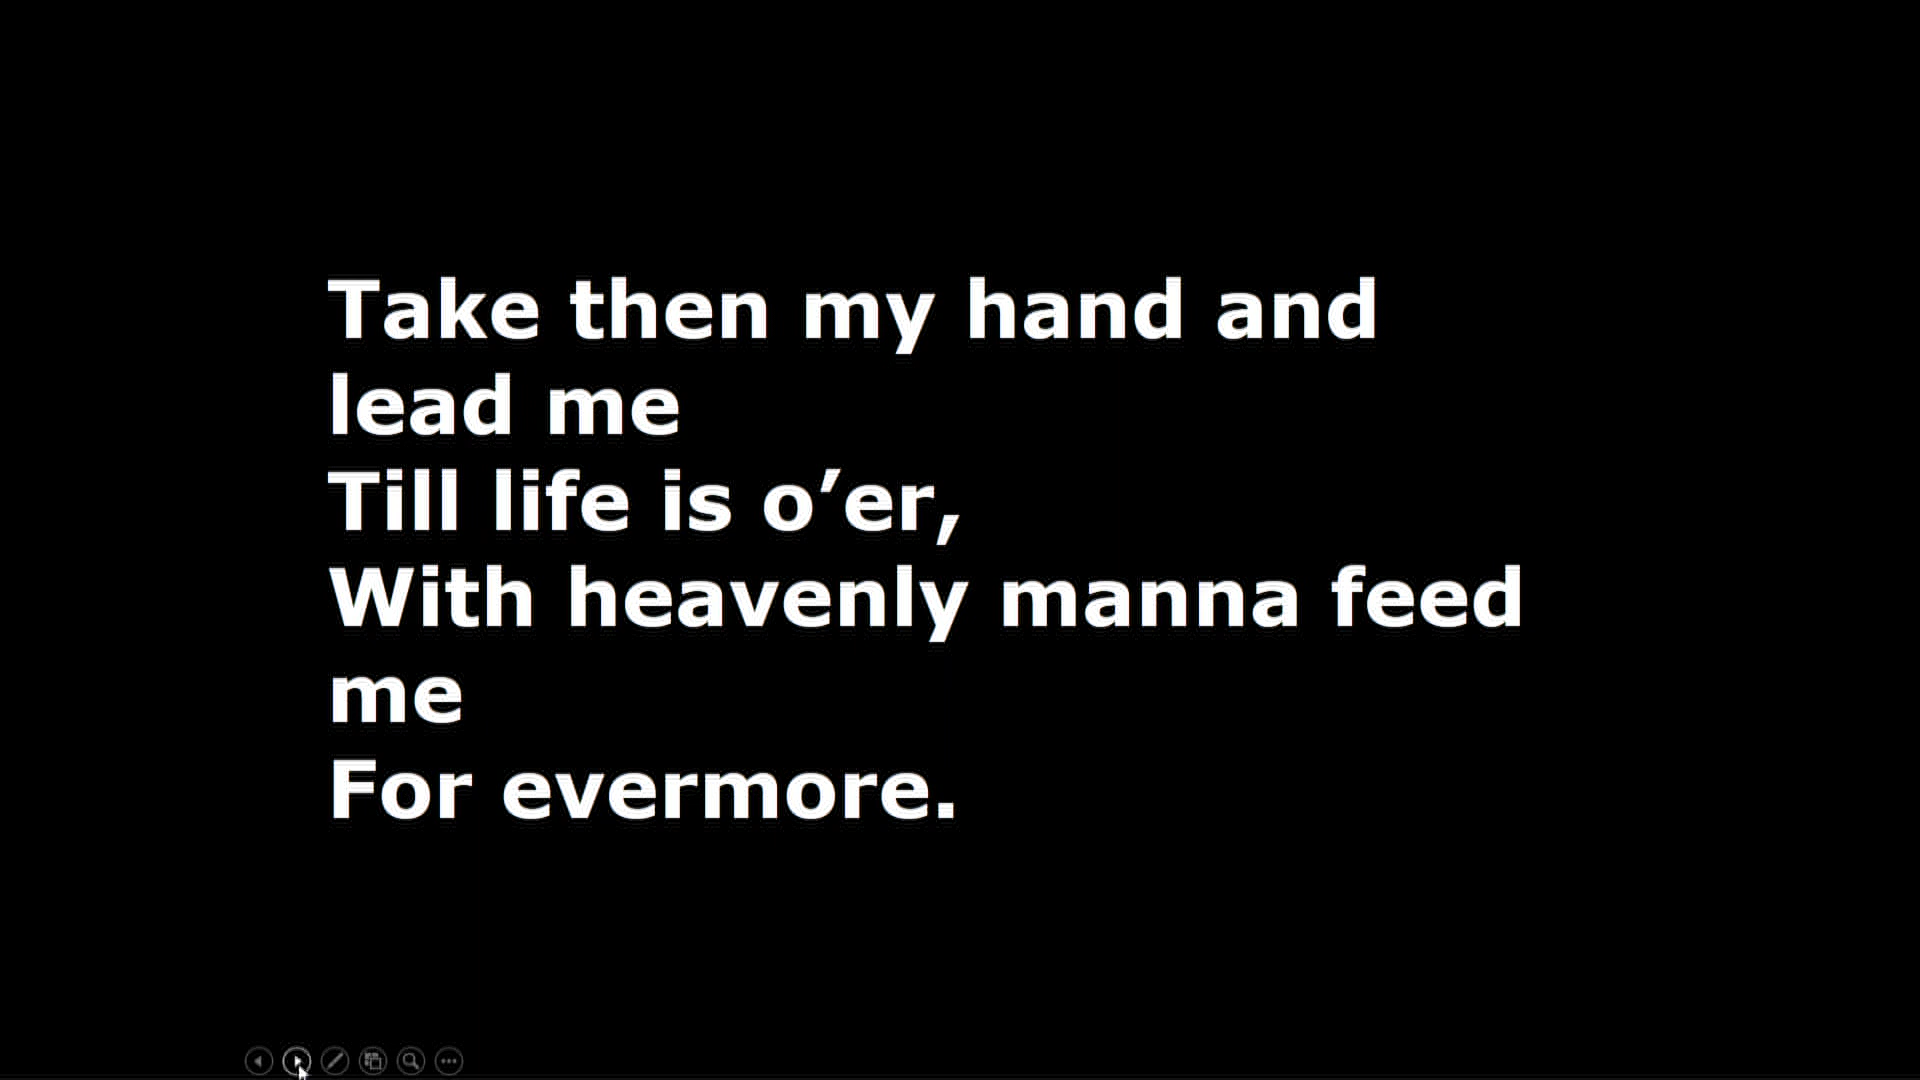 Take then my hand and
lead me
Till life is o’er,
With heavenly manna feed
me
For evermore.